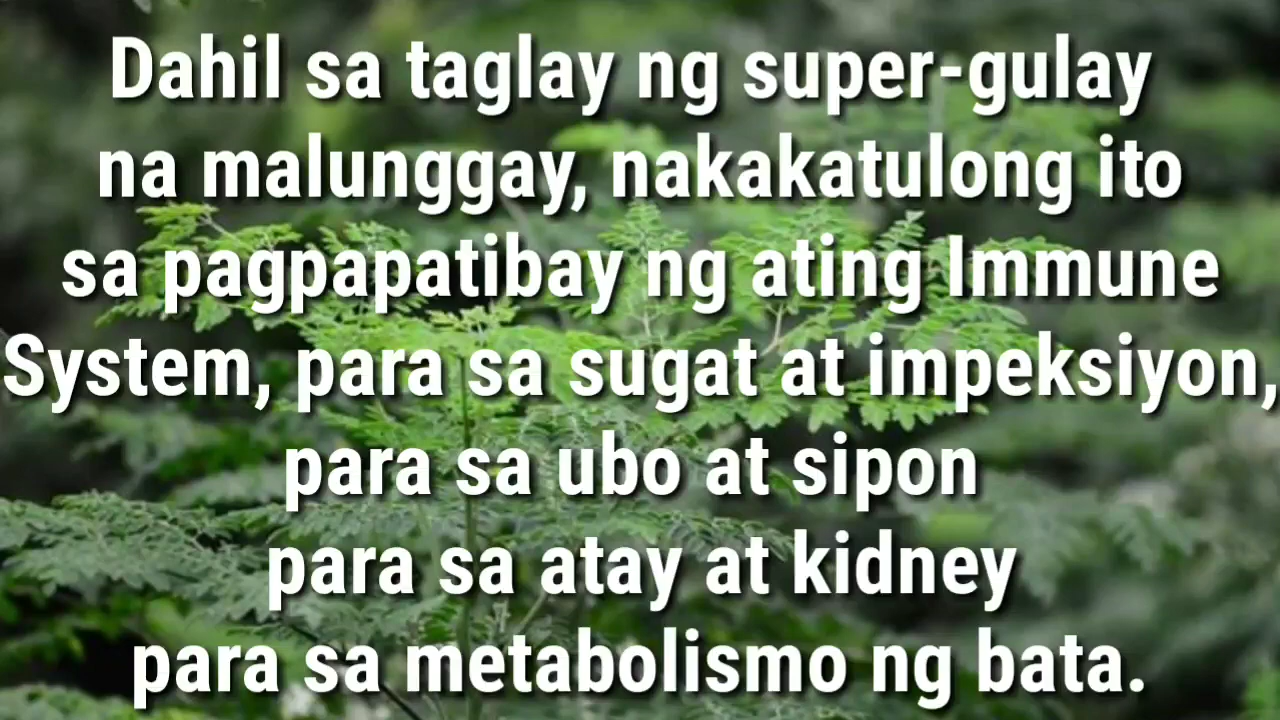 Dahil sa taglay ng super-gulay
na malunggay, nakakatulong ito
sa pagpapatibay ng ating Immune
System, para sa sugat at impeksiyon,
para sa ubo at sipon
para sa atay at kidney
para sa metabolismo ng bata.